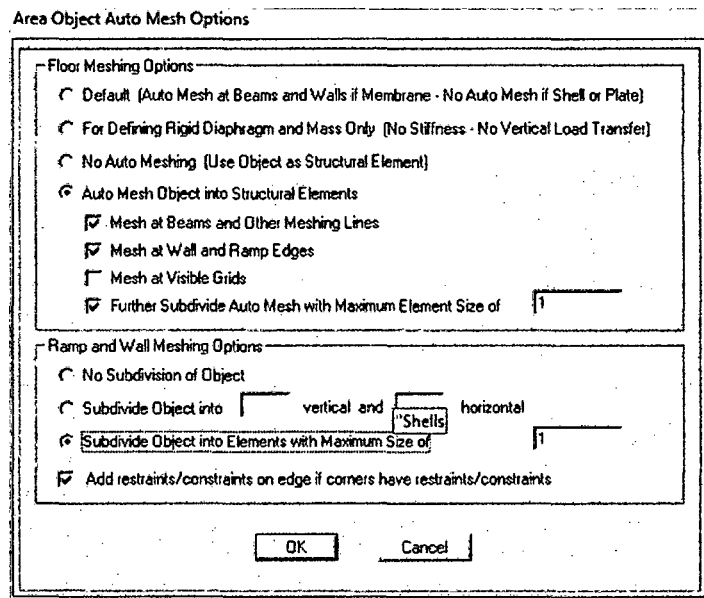 Area Object Auto Mesh Options
Floor Meshing Options
Default (Auto Mesh at Beams and Walls if Membrane - No Auto Mesh if Shell or Plate)
For Defining Rigid Diaphragm and Mass Only (No Stiffness - No Vertical Load Transfer)
No Auto Meshing (Use Object as Structural Element)
Auto Mesh Object into Structural Elements
Mesh at Beams and Other Meshing Lines
Mesh at Wall and Ramp Edges
Mesh at Visible Grids
Further Subdivide Auto Mesh with Maximum Element Size of 1
Ramp and Wall Meshing Options
No Subdivision of Object
Subdivide Object into vertical and horizontal
"Shells
Subdivide Object into Elements with Maximum Size of 1
Add restraints/constraints on edge if corners have restraints/constraints
OK Cancel